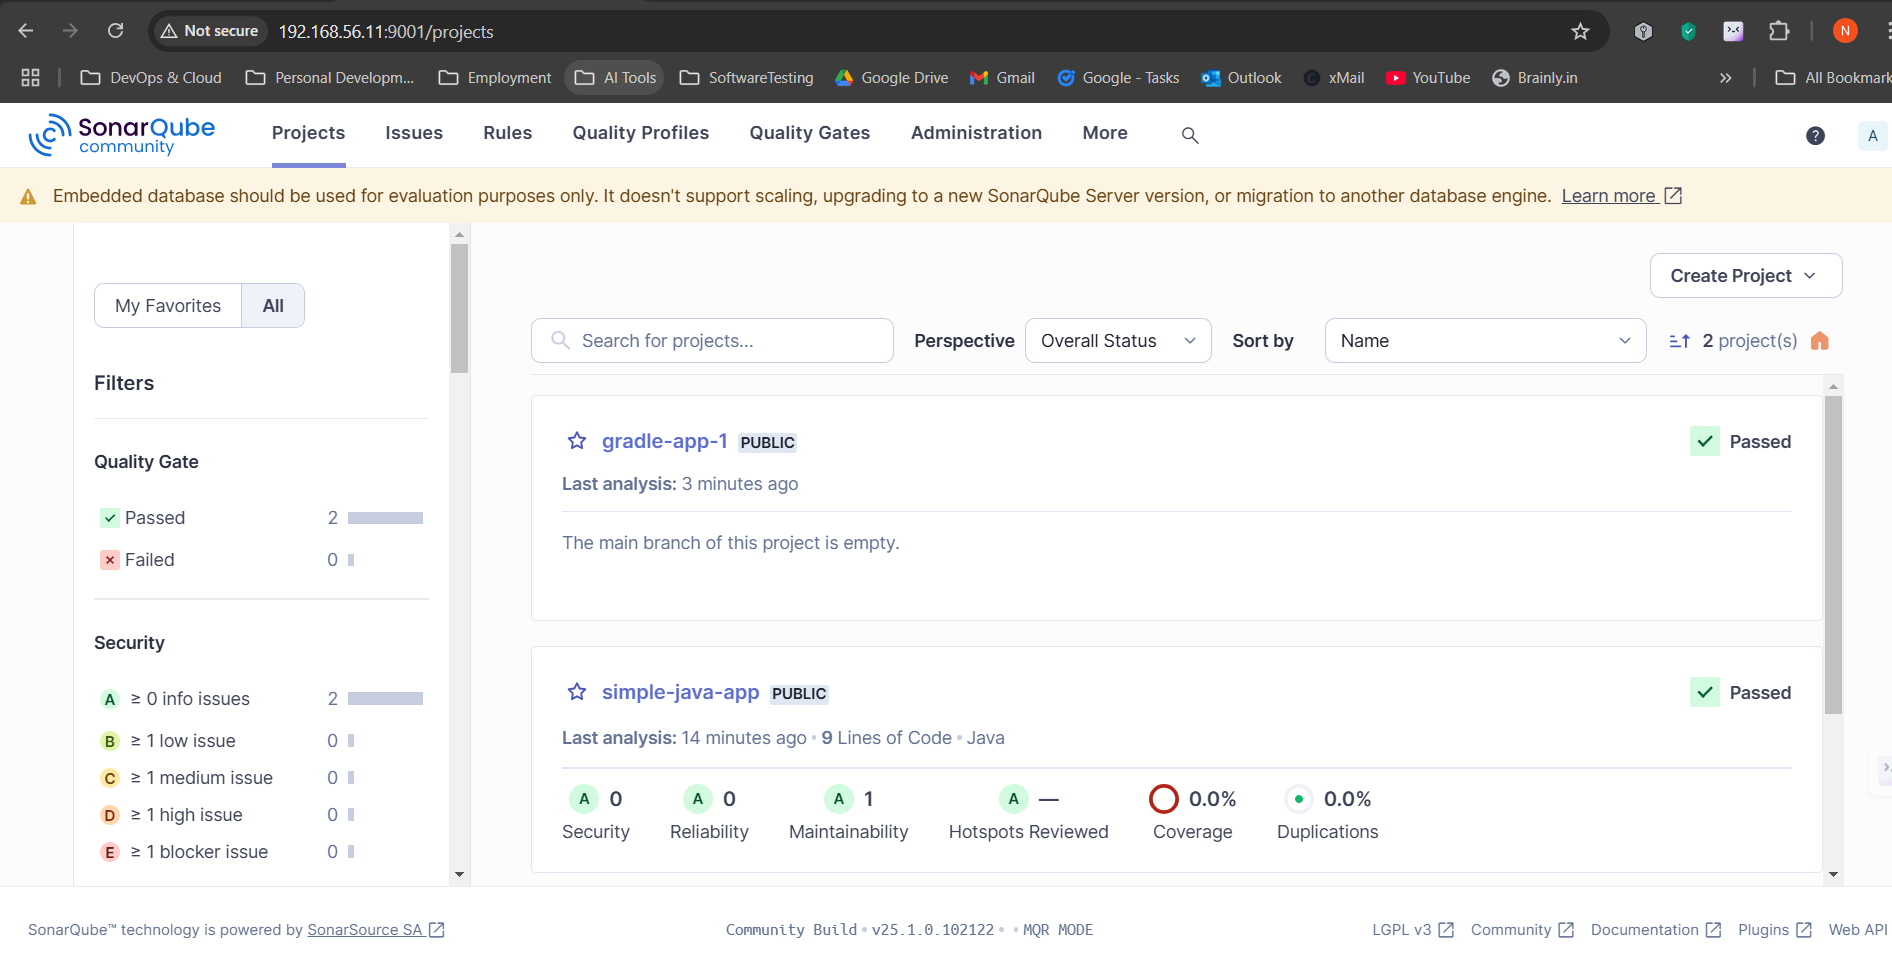 Not secure 192.168.56.11:9001/projects N
DevOps & Cloud Personal Developm... Employment AI Tools SoftwareTesting Google Drive Gmail Google - Tasks Outlook xMail YouTube Brainly.in » All Bookmark
SonarQube community Projects Issues Rules Quality Profiles Quality Gates Administration More ? A
Embedded database should be used for evaluation purposes only. It doesn't support scaling, upgrading to a new SonarQube Server version, or migration to another database engine. Learn more
My Favorites All
Filters
Quality Gate
Passed 2
Failed 0
Security
A ≥ 0 info issues 2
B ≥ 1 low issue 0
C ≥ 1 medium issue 0
D ≥ 1 high issue 0
E ≥ 1 blocker issue 0
Create Project
Search for projects... Perspective Overall Status Sort by Name 2 project(s)
gradle-app-1 PUBLIC Passed
Last analysis: 3 minutes ago
The main branch of this project is empty.
simple-java-app PUBLIC Passed
Last analysis: 14 minutes ago • 9 Lines of Code • Java
A 0 A 0 A 1 A — 0.0% 0.0%
Security Reliability Maintainability Hotspots Reviewed Coverage Duplications
SonarQube™ technology is powered by SonarSource SA Community Build • v25.1.0.102122 • • MQR MODE LGPL v3 Community Documentation Plugins Web API